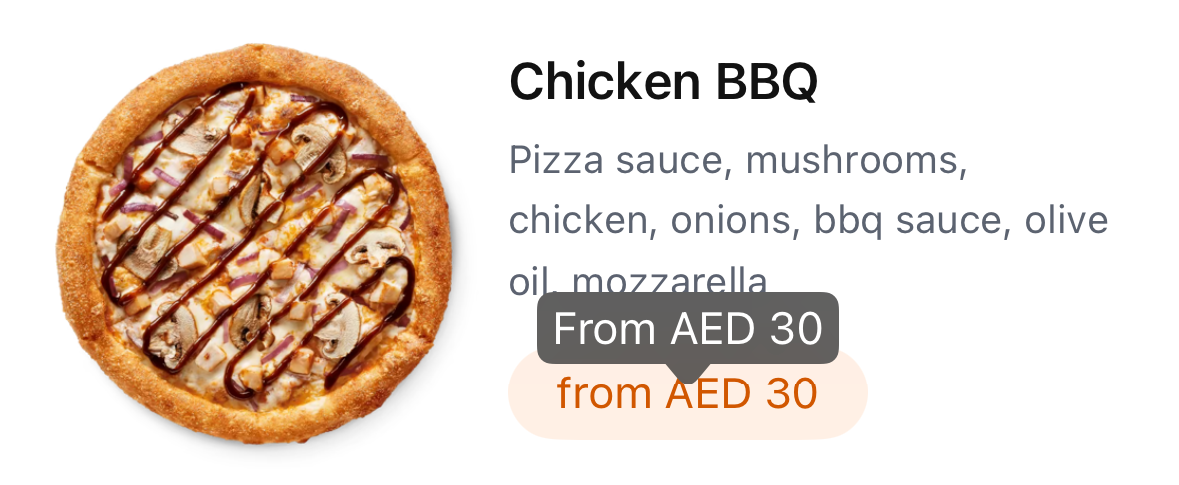 Chicken BBQ
Pizza sauce, mushrooms,
chicken, onions, bbq sauce, olive
oil, mozzarella
From AED 30
from AED 30